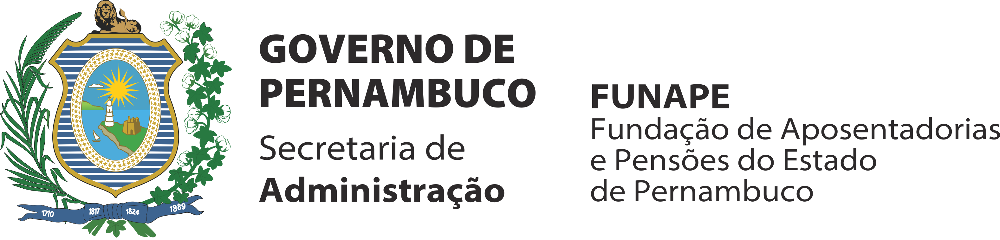 GOVERNO DE
PERNAMBUCO
Secretaria de
Administração
FUNAPE
Fundação de Aposentadorias
e Pensões do Estado
de Pernambuco
1710
1817
1824
1889